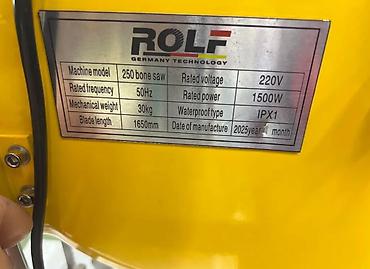 ROLF
GERMANY TECHNOLOGY
Machine model 250 bone saw Rated voltage 220V
Rated frequency 50Hz Rated power 1500W
Mechanical weight 30kg Waterproof type IPX1
Blade length 1650mm Date of manufacture 2025year month